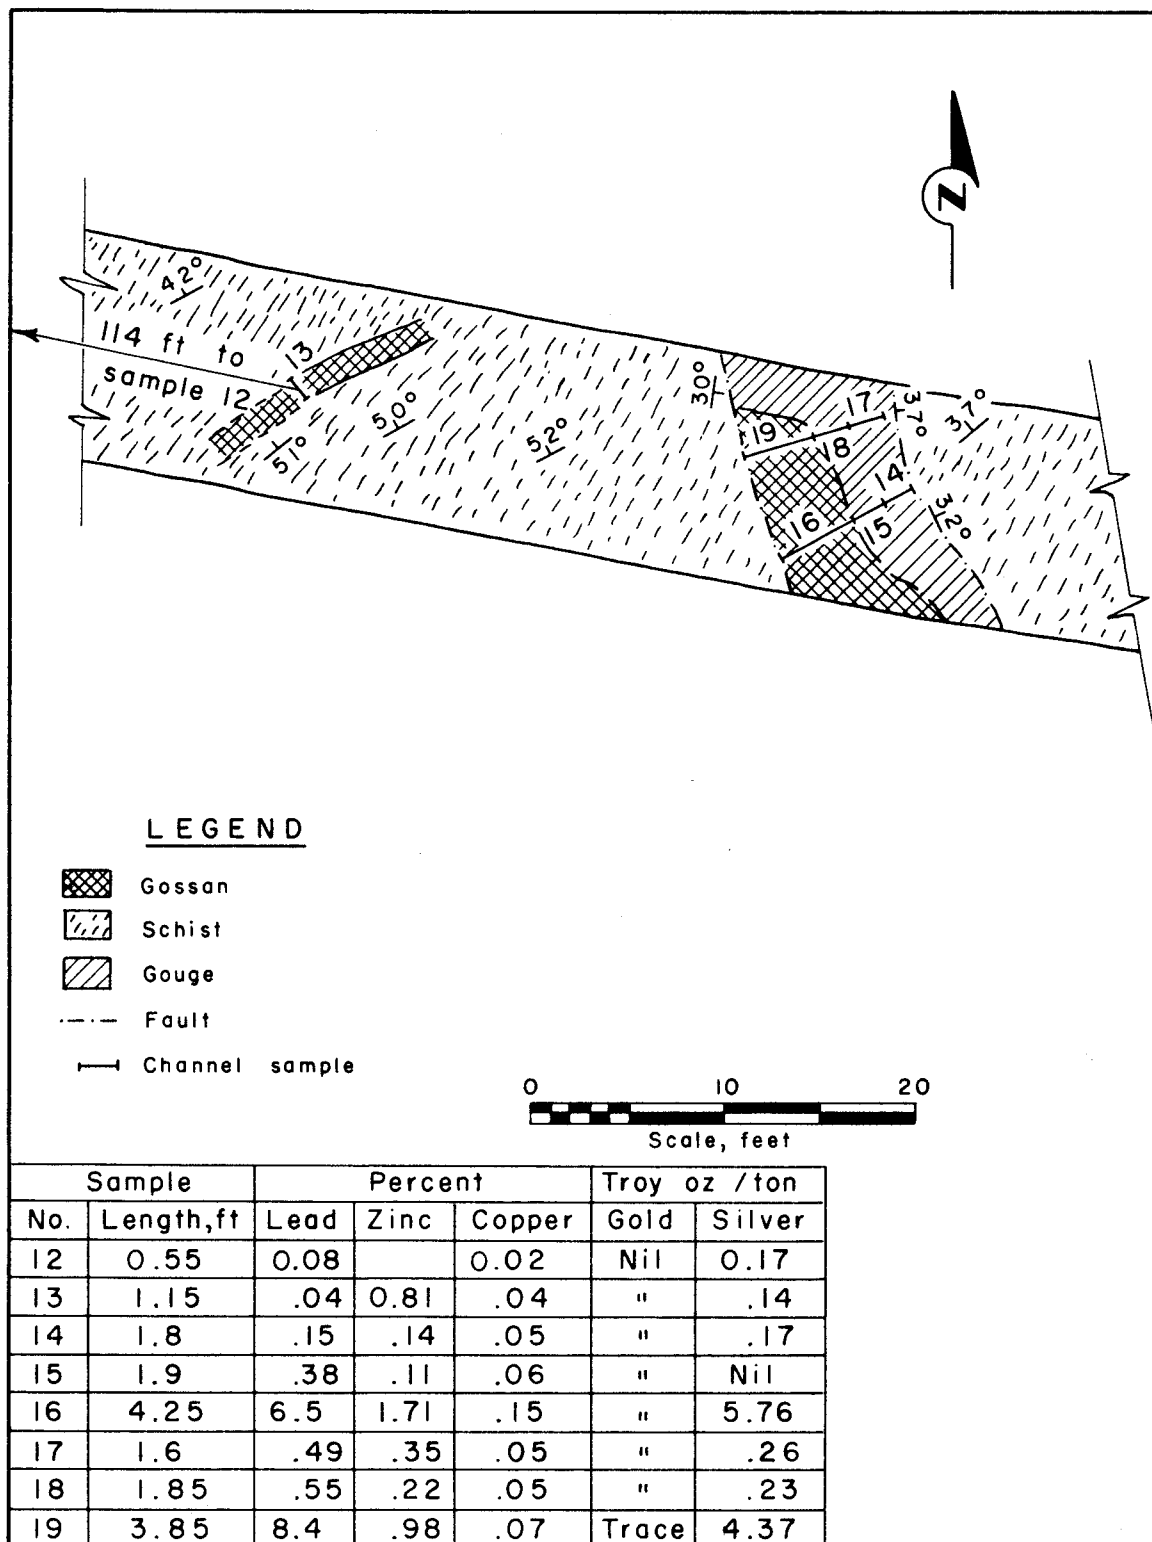 N
42°
114 ft to
sample 12
13
51°
50°
52°
30°
19
17
18
37°
37°
14
16
15
32°
LEGEND
Gossan
Schist
Gouge
Fault
Channel sample
0 10 20
Scale, feet
Sample Percent Troy oz /ton
No. Length,ft Lead Zinc Copper Gold Silver
12 0.55 0.08 0.02 Nil 0.17
13 1.15 .04 0.81 .04 " .14
14 1.8 .15 .14 .05 " .17
15 1.9 .38 .11 .06 " Nil
16 4.25 6.5 1.71 .15 " 5.76
17 1.6 .49 .35 .05 " .26
18 1.85 .55 .22 .05 " .23
19 3.85 8.4 .98 .07 Trace 4.37